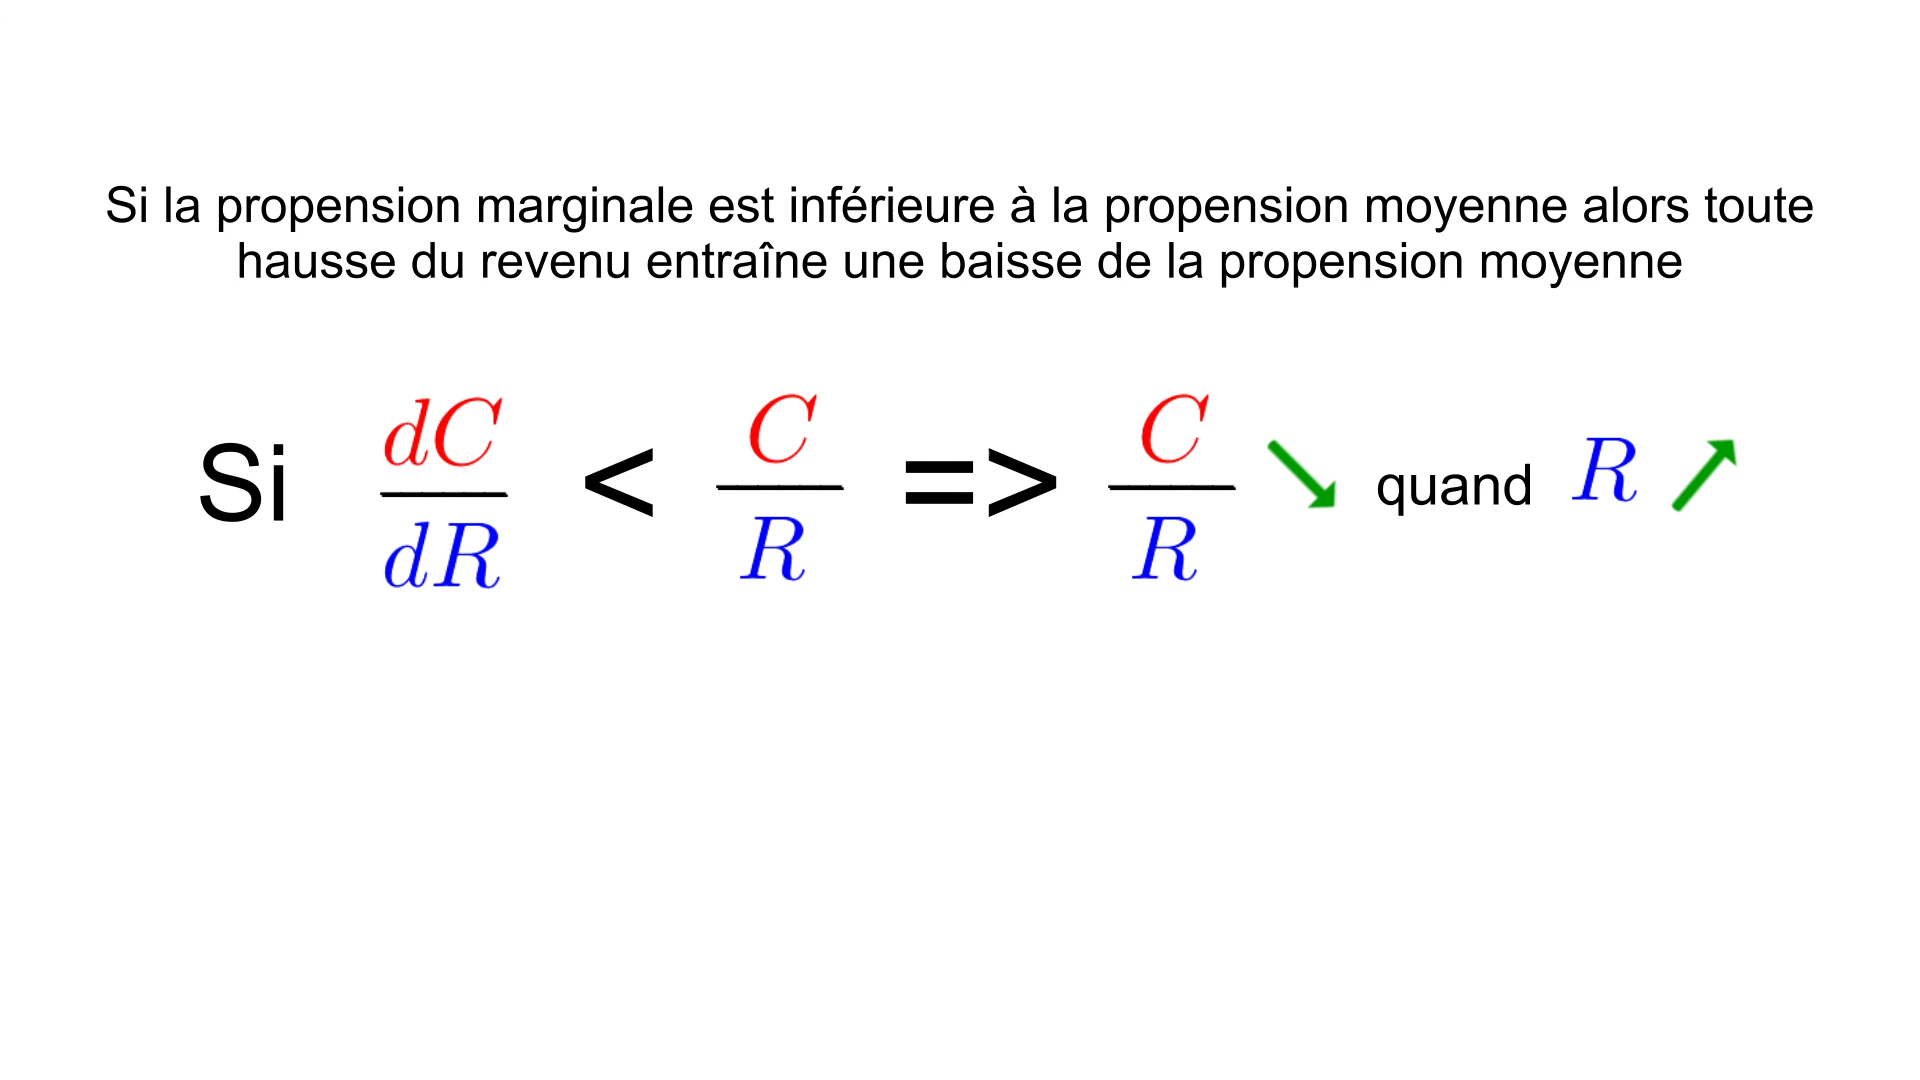 Si la propension marginale est inférieure à la propension moyenne alors toute
hausse du revenu entraîne une baisse de la propension moyenne
Si dC/dR < C/R => C/R ↘ quand R ↗